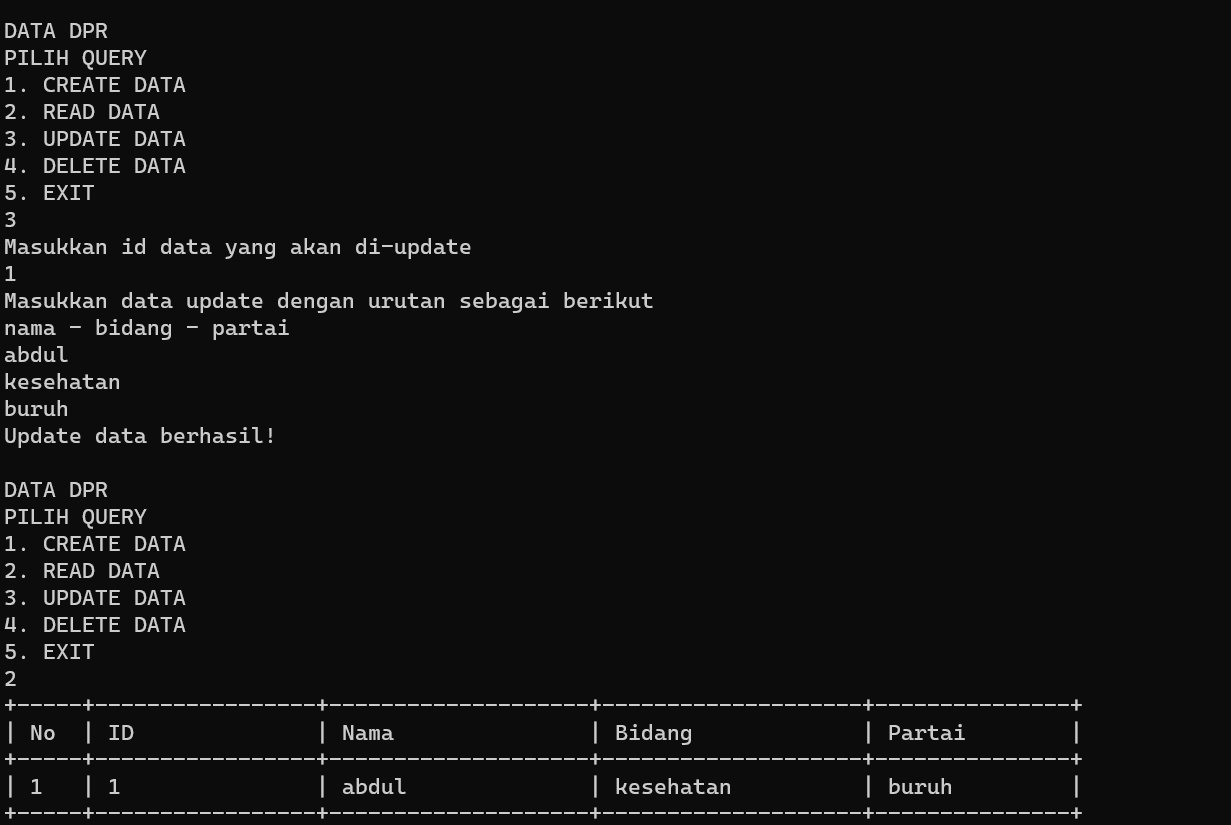 DATA DPR
PILIH QUERY
1. CREATE DATA
2. READ DATA
3. UPDATE DATA
4. DELETE DATA
5. EXIT
3
Masukkan id data yang akan di-update
1
Masukkan data update dengan urutan sebagai berikut
nama - bidang - partai
abdul
kesehatan
buruh
Update data berhasil!

DATA DPR
PILIH QUERY
1. CREATE DATA
2. READ DATA
3. UPDATE DATA
4. DELETE DATA
5. EXIT
2
+-----+-----------------+--------------------+--------------------+---------------+
| No  | ID              | Nama               | Bidang             | Partai        |
+-----+-----------------+--------------------+--------------------+---------------+
| 1   | 1               | abdul              | kesehatan          | buruh         |
+-----+-----------------+--------------------+--------------------+---------------+